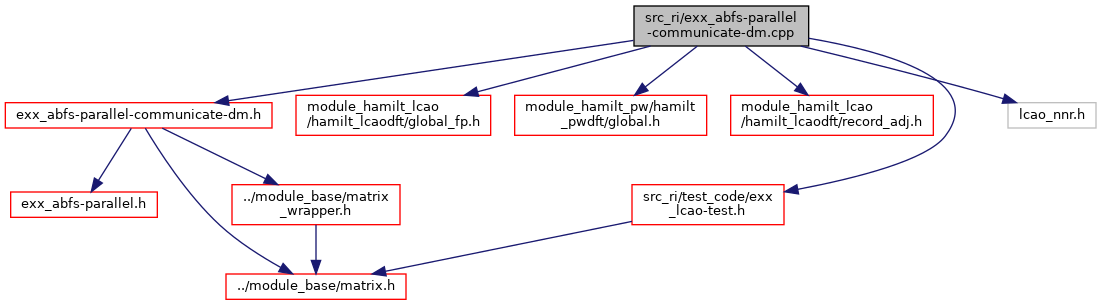 src_ri/exx_abfs-parallel
-communicate-dm.cpp
exx_abfs-parallel-communicate-dm.h
module_hamilt_lcao
/hamilt_lcaodft/global_fp.h
module_hamilt_pw/hamilt
_pwdft/global.h
module_hamilt_lcao
/hamilt_lcaodft/record_adj.h
lcao_nnr.h
exx_abfs-parallel.h
../module_base/matrix
_wrapper.h
src_ri/test_code/exx
_lcao-test.h
../module_base/matrix.h